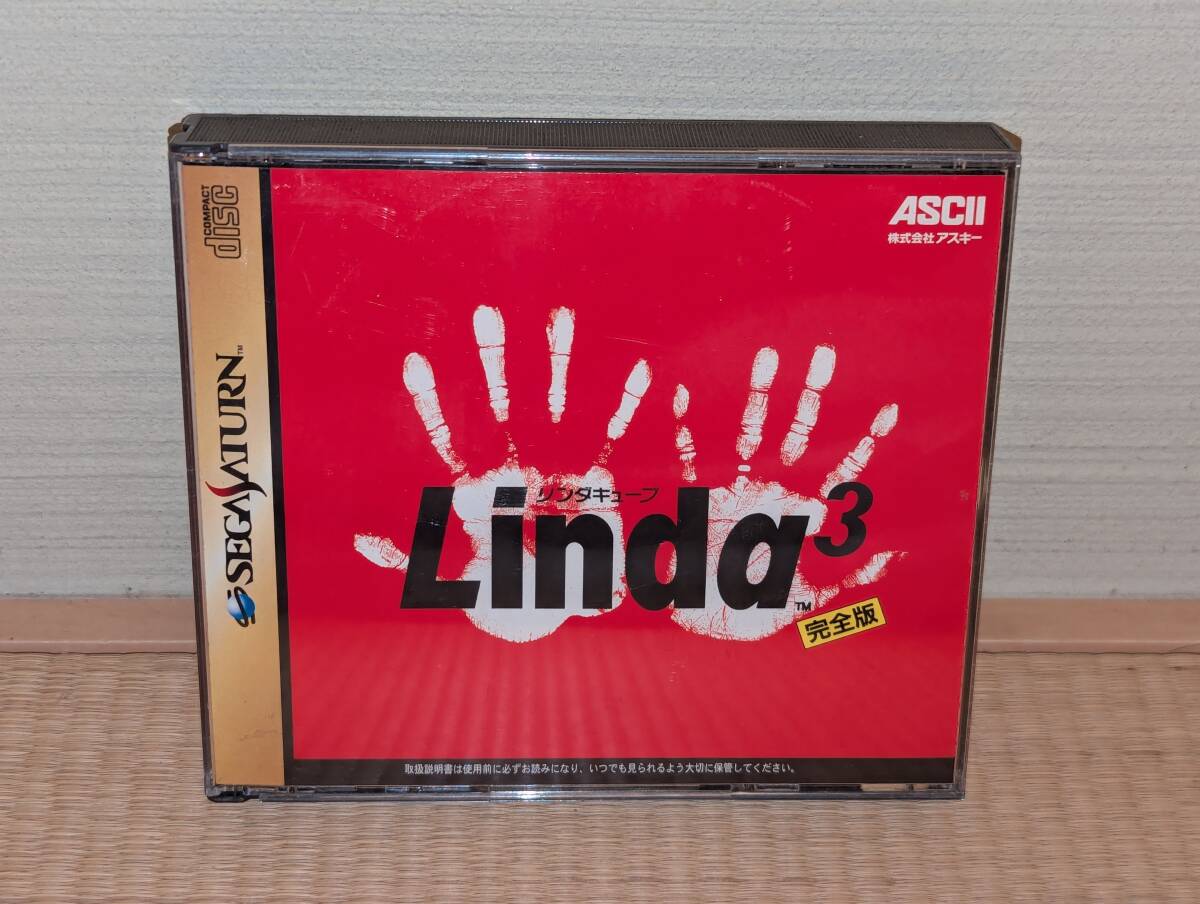 COMPACT
disc
SEGA SATURN™
ASCII
株式会社アスキー
リンダキューブ
Linda³™
完全版
取扱説明書は使用前に必ずお読みになり、いつでも見られるよう大切に保管してください。